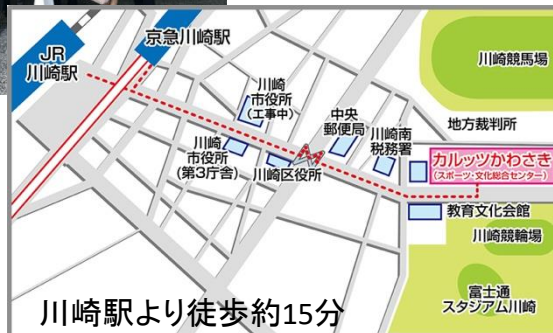 JR
川崎駅
京急川崎駅
川崎競馬場
川崎
市役所
(工事中)
中央
郵便局
川崎南
税務署
地方裁判所
川崎
市役所
(第3庁舎)
川崎区役所
カルッツかわさき
(スポーツ・文化総合センター)
教育文化会館
川崎競輪場
富士通
スタジアム川崎
川崎駅より徒歩約15分